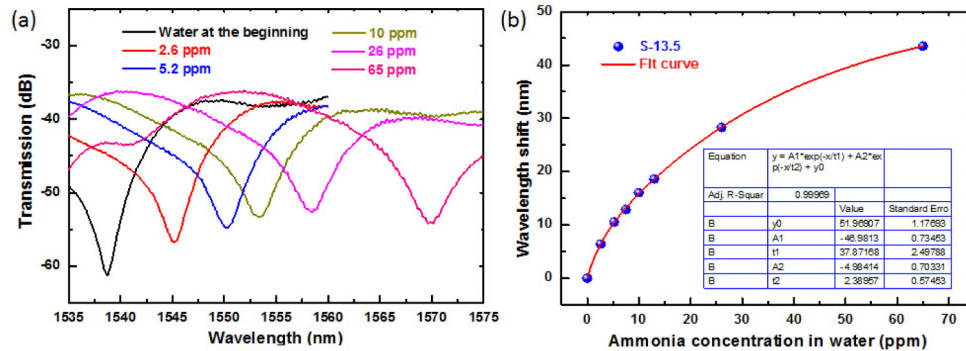 (a)
Water at the beginning
2.6 ppm
5.2 ppm
10 ppm
26 ppm
65 ppm
-30
-40
-50
-60
Transmission (dB)
1535 1540 1545 1550 1555 1560 1565 1570 1575
Wavelength (nm)
(b)
S-13.5
Fit curve
50
40
30
20
10
0
Wavelength shift (nm)
Equation y = A1*exp(-x/t1) + A2*ex
p(-x/t2) + y0
Adj. R-Squar 0.99969
Value Standard Erro
B y0 51.96907 1.17693
B A1 -46.9813 0.73453
B t1 37.87168 2.49788
B A2 -4.98414 0.70331
B t2 2.38957 0.57453
0 10 20 30 40 50 60 70
Ammonia concentration in water (ppm)